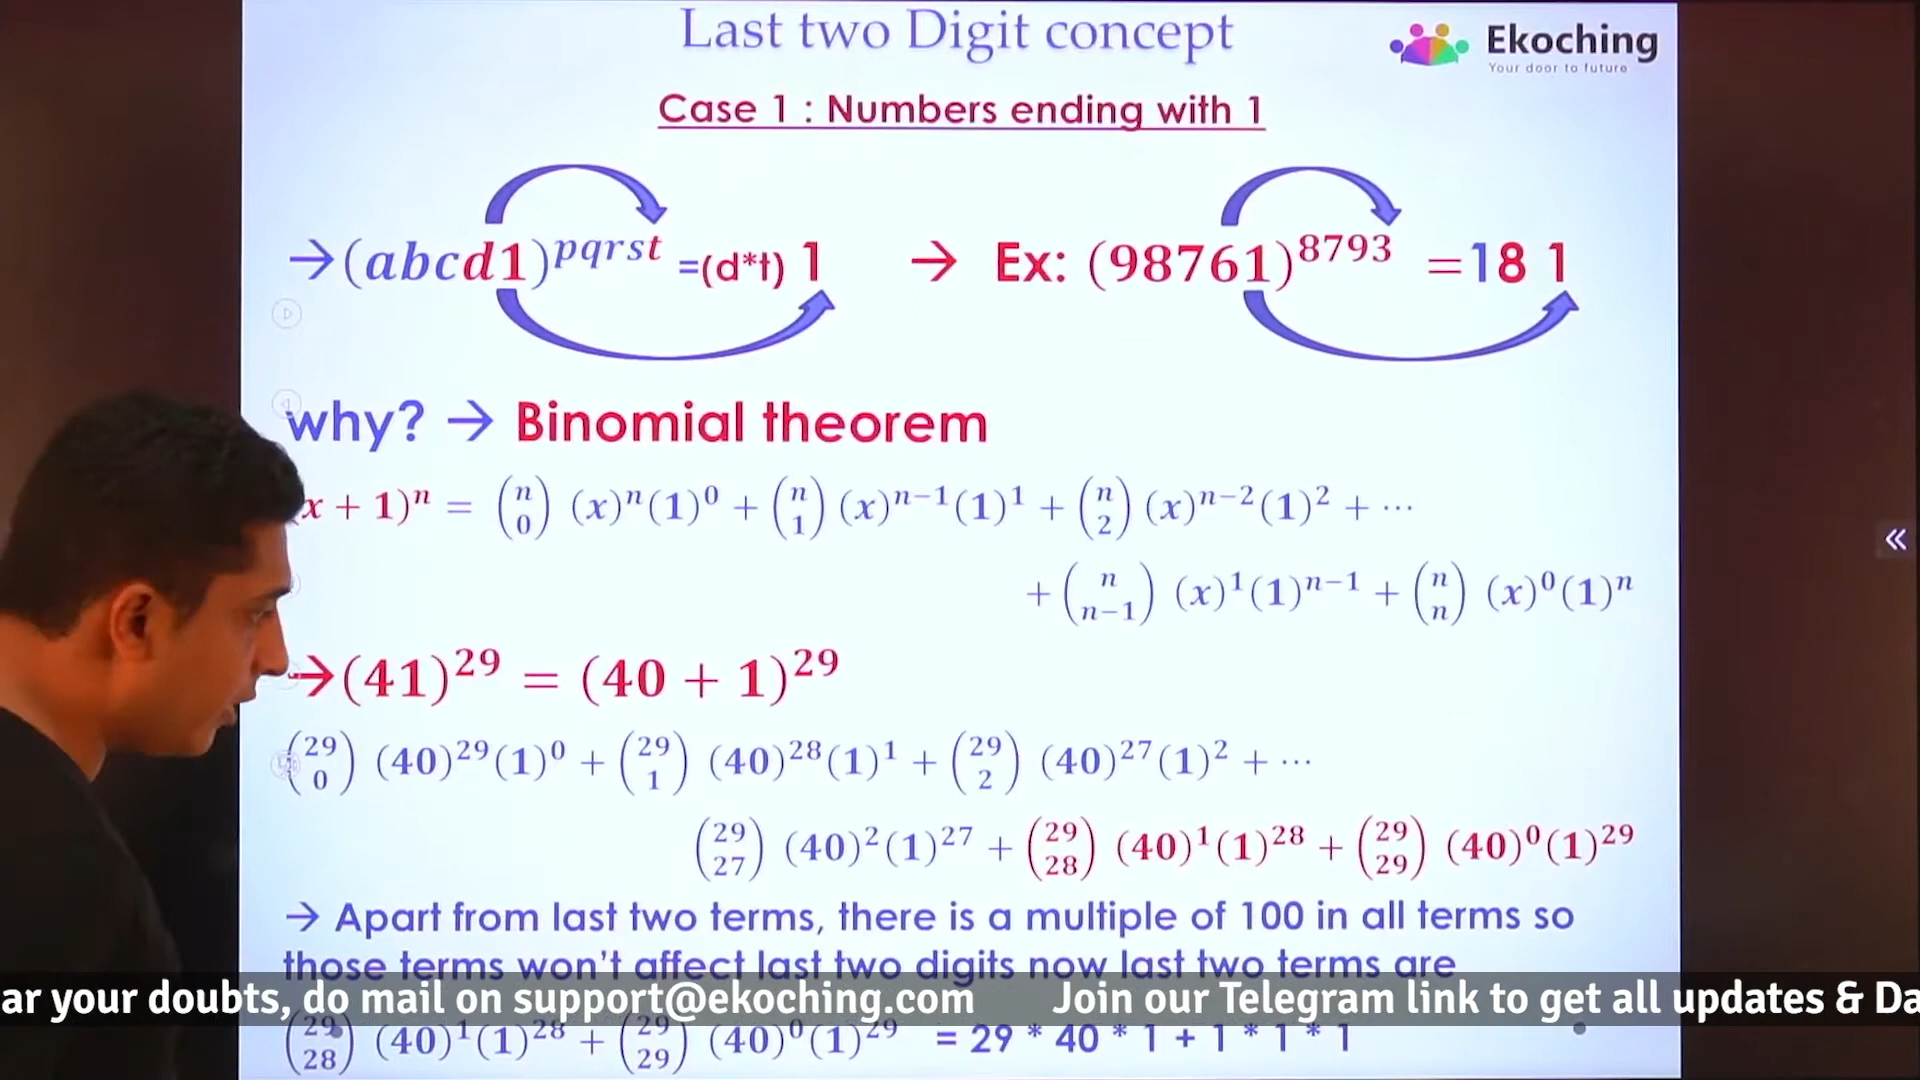 Last two Digit concept
Ekoching
Your door to future
Case 1 : Numbers ending with 1
→(abcd1)^pqrst =(d*t) 1 → Ex: (98761)^8793 =18 1
why? → Binomial theorem
x + 1)^n = (n 0) (x)^n(1)^0 + (n 1) (x)^n−1(1)^1 + (n 2) (x)^n−2(1)^2 + ⋯
+ (n n−1) (x)^1(1)^n−1 + (n n) (x)^0(1)^n
→(41)^29 = (40 + 1)^29
(29 0) (40)^29(1)^0 + (29 1) (40)^28(1)^1 + (29 2) (40)^27(1)^2 + ⋯
(29 27) (40)^2(1)^27 + (29 28) (40)^1(1)^28 + (29 29) (40)^0(1)^29
→ Apart from last two terms, there is a multiple of 100 in all terms so
those terms won't affect last two digits now last two terms are
ar your doubts, do mail on support@ekoching.com Join our Telegram link to get all updates & Da
(29 28) (40)^1(1)^28 + (29 29) (40)^0(1)^29 = 29 * 40 * 1 + 1 * 1 * 1